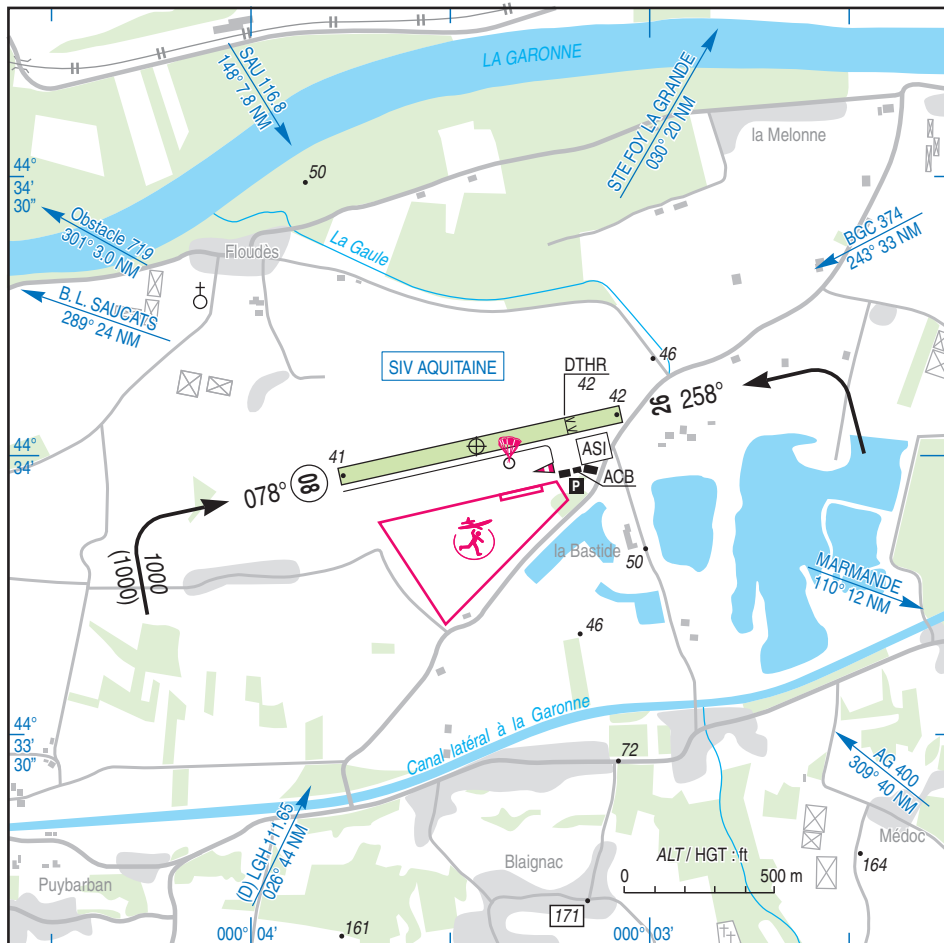 LA GARONNE
SAU 116.8
148° 7.8 NM
STE FOY LA GRANDE
030° 20 NM
la Melonne
44°
34'
30"
50
Obstacle 719
301° 3.0 NM
Floudès
La Gaule
BGC 374
243° 33 NM
B. L. SAUCATS
289° 24 NM
SIV AQUITAINE
DTHR
42
46
42
26
258°
44°
34'
41
078°
08
ASI
ACB
P
1000
(1000)
la Bastide
50
MARMANDE
110° 12 NM
46
44°
33'
30"
Canal latéral à la Garonne
72
AG 400
309° 40 NM
(D) LGH 111.65
026° 44 NM
Médoc
ALT / HGT : ft
0
500 m
164
Blaignac
Puybarban
171
161
000° 04'
000° 03'